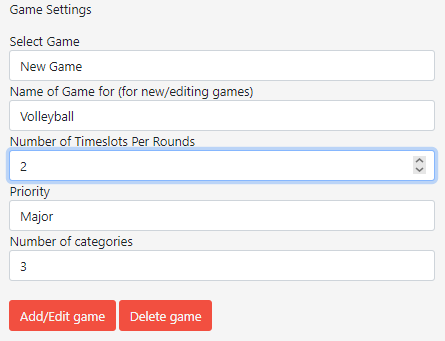 Game Settings
Select Game
New Game
Name of Game for (for new/editing games)
Volleyball
Number of Timeslots Per Rounds
2
Priority
Major
Number of categories
3
Add/Edit game Delete game